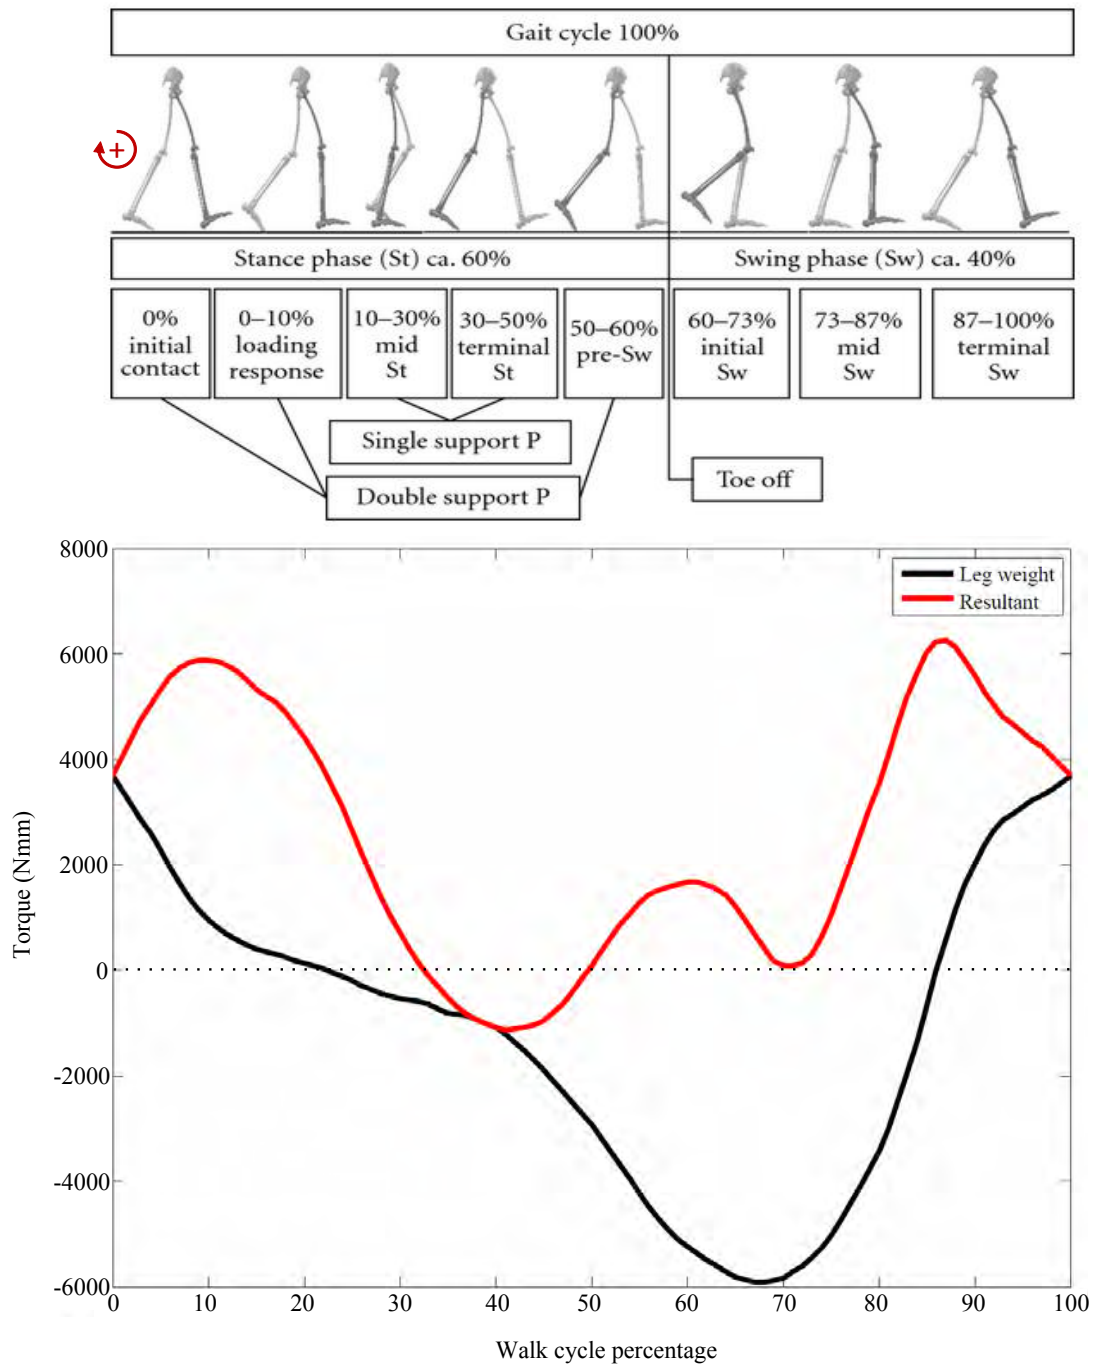 Gait cycle 100%
+
Stance phase (St) ca. 60%
Swing phase (Sw) ca. 40%
0%
initial
contact
0–10%
loading
response
10–30%
mid
St
30–50%
terminal
St
50–60%
pre-Sw
60–73%
initial
Sw
73–87%
mid
Sw
87–100%
terminal
Sw
Single support P
Double support P
Toe off
8000
6000
4000
2000
0
-2000
-4000
-6000
Torque (Nmm)
Leg weight
Resultant
0
10
20
30
40
50
60
70
80
90
100
Walk cycle percentage